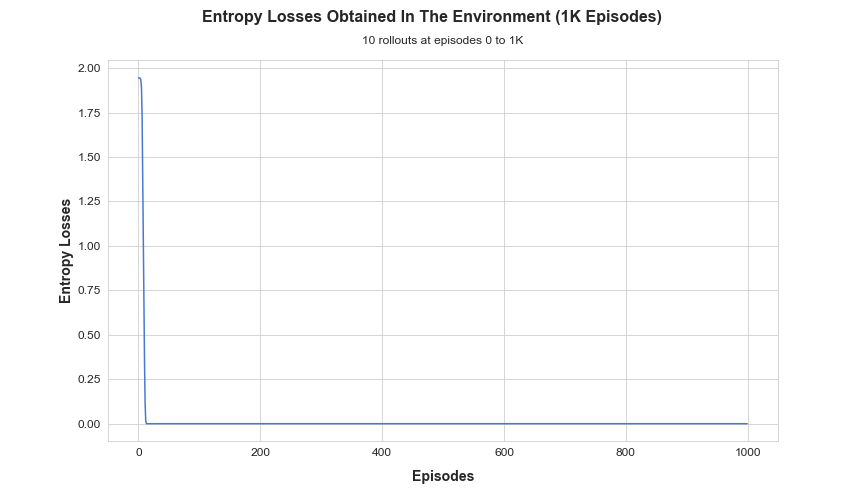 Entropy Losses Obtained In The Environment (1K Episodes)
10 rollouts at episodes 0 to 1K
2.00
1.75
1.50
1.25
1.00
0.75
0.50
0.25
0.00
Entropy Losses
0 200 400 600 800 1000
Episodes